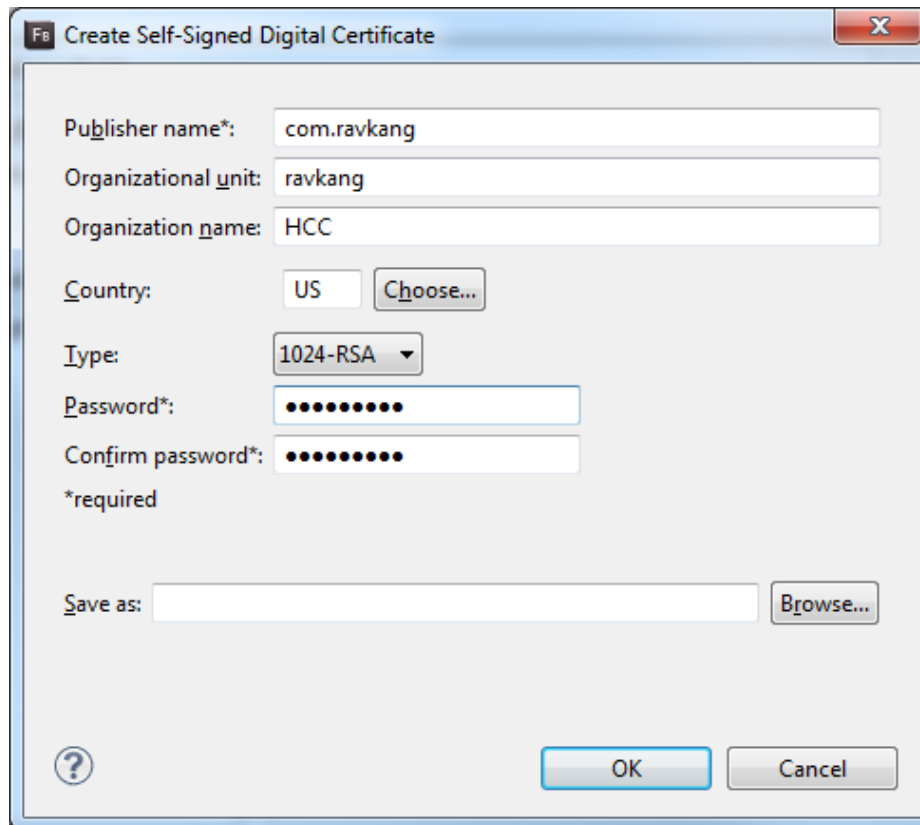 FB Create Self-Signed Digital Certificate
Publisher name*: com.ravkang
Organizational unit: ravkang
Organization name: HCC
Country: US Choose...
Type: 1024-RSA
Password*: ●●●●●●●●●
Confirm password*: ●●●●●●●●●
*required
Save as: Browse...
? OK Cancel